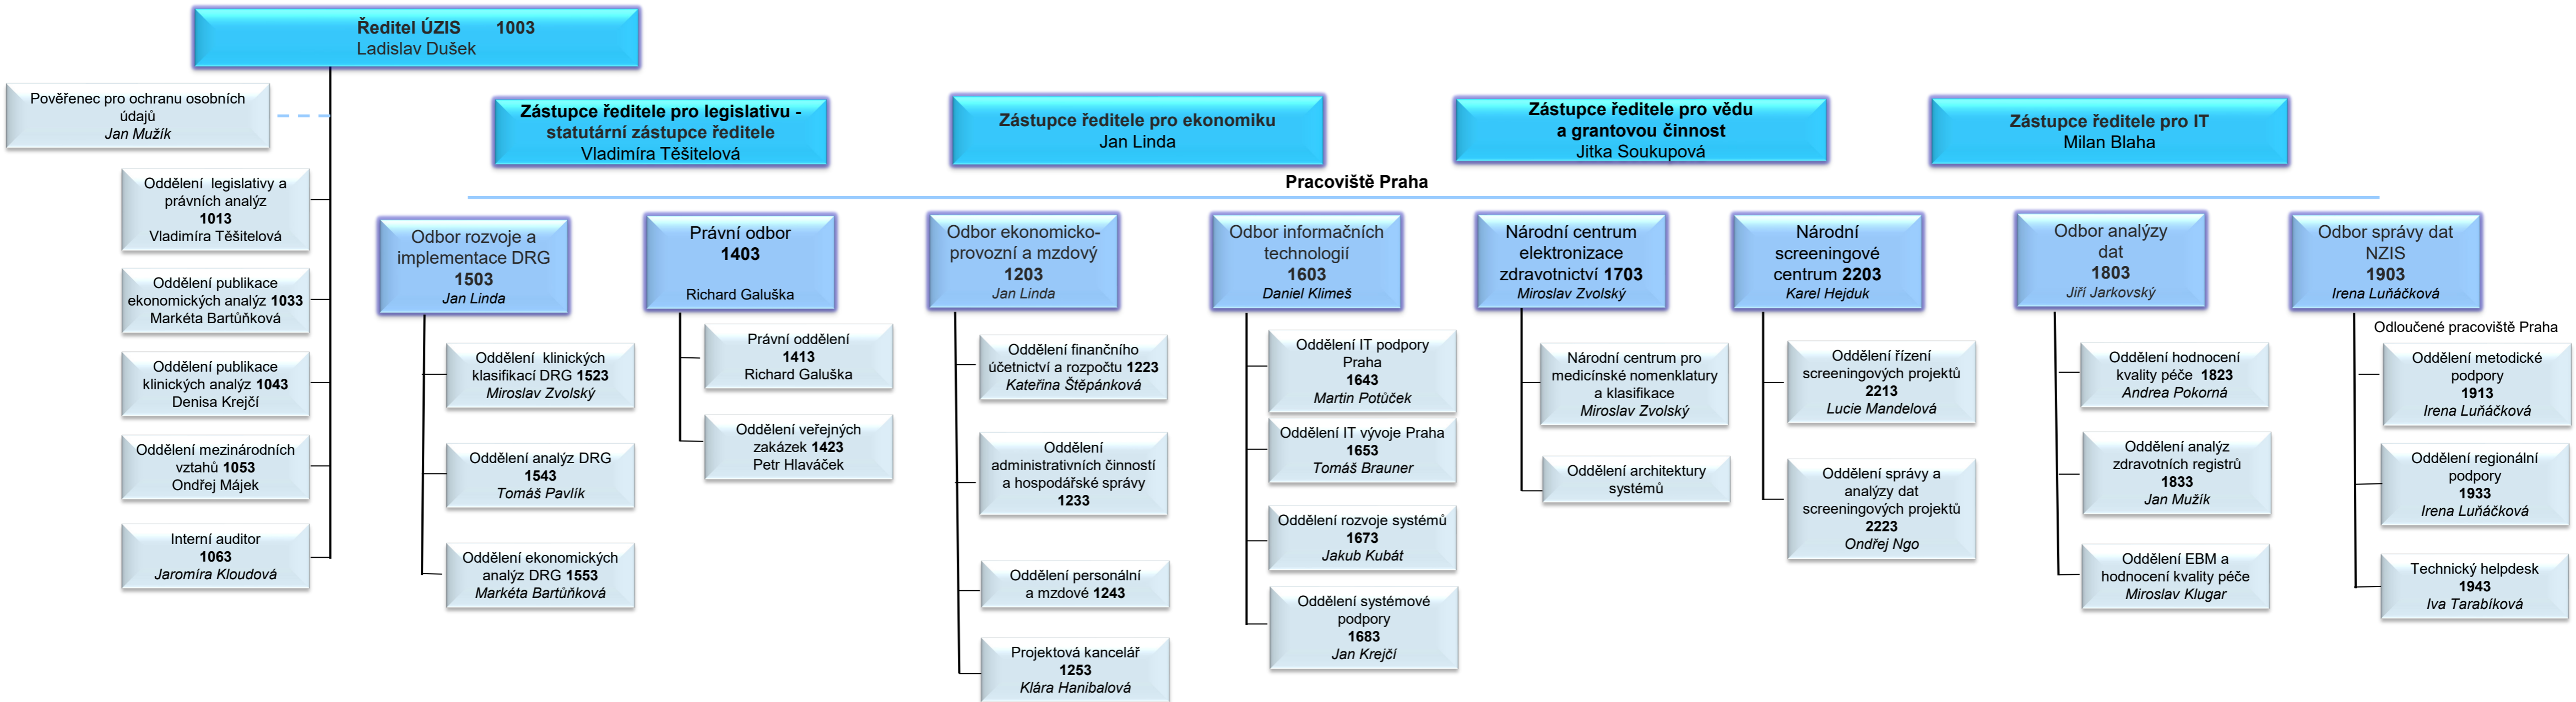 Ředitel ÚZIS 1003
Ladislav Dušek
Pověřenec pro ochranu osobních
údajů
Jan Mužík
Zástupce ředitele pro legislativu -
statutární zástupce ředitele
Vladimíra Těšitelová
Zástupce ředitele pro ekonomiku
Jan Linda
Zástupce ředitele pro vědu
a grantovou činnost
Jitka Soukupová
Zástupce ředitele pro IT
Milan Blaha
Pracoviště Praha
Oddělení legislativy a
právních analýz
1013
Vladimíra Těšitelová
Oddělení publikace
ekonomických analýz 1033
Markéta Bartůňková
Oddělení publikace
klinických analýz 1043
Denisa Krejčí
Oddělení mezinárodních
vztahů 1053
Ondřej Májek
Interní auditor
1063
Jaromíra Kloudová
Odbor rozvoje a
implementace DRG
1503
Jan Linda
Oddělení klinických
klasifikací DRG 1523
Miroslav Zvolský
Oddělení analýz DRG
1543
Tomáš Pavlík
Oddělení ekonomických
analýz DRG 1553
Markéta Bartůňková
Právní odbor
1403
Richard Galuška
Právní oddělení
1413
Richard Galuška
Oddělení veřejných
zakázek 1423
Petr Hlaváček
Odbor ekonomicko-
provozní a mzdový
1203
Jan Linda
Oddělení finančního
účetnictví a rozpočtu 1223
Kateřina Štěpánková
Oddělení
administrativních činností
a hospodářské správy
1233
Oddělení personální
a mzdové 1243
Projektová kancelář
1253
Klára Hanibalová
Odbor informačních
technologií
1603
Daniel Klimeš
Oddělení IT podpory
Praha
1643
Martin Potůček
Oddělení IT vývoje Praha
1653
Tomáš Brauner
Oddělení rozvoje systémů
1673
Jakub Kubát
Oddělení systémové
podpory
1683
Jan Krejčí
Národní centrum
elektronizace
zdravotnictví 1703
Miroslav Zvolský
Národní centrum pro
medicínské nomenklatury
a klasifikace
Miroslav Zvolský
Oddělení architektury
systémů
Národní
screeningové
centrum 2203
Karel Hejduk
Oddělení řízení
screeningových projektů
2213
Lucie Mandelová
Oddělení správy a
analýzy dat
screeningových projektů
2223
Ondřej Ngo
Odbor analýzy
dat
1803
Jiří Jarkovský
Oddělení hodnocení
kvality péče 1823
Andrea Pokorná
Oddělení analýz
zdravotních registrů
1833
Jan Mužík
Oddělení EBM a
hodnocení kvality péče
Miroslav Klugar
Odbor správy dat
NZIS
1903
Irena Luňáčková
Odloučené pracoviště Praha
Oddělení metodické
podpory
1913
Irena Luňáčková
Oddělení regionální
podpory
1933
Irena Luňáčková
Technický helpdesk
1943
Iva Tarabíková